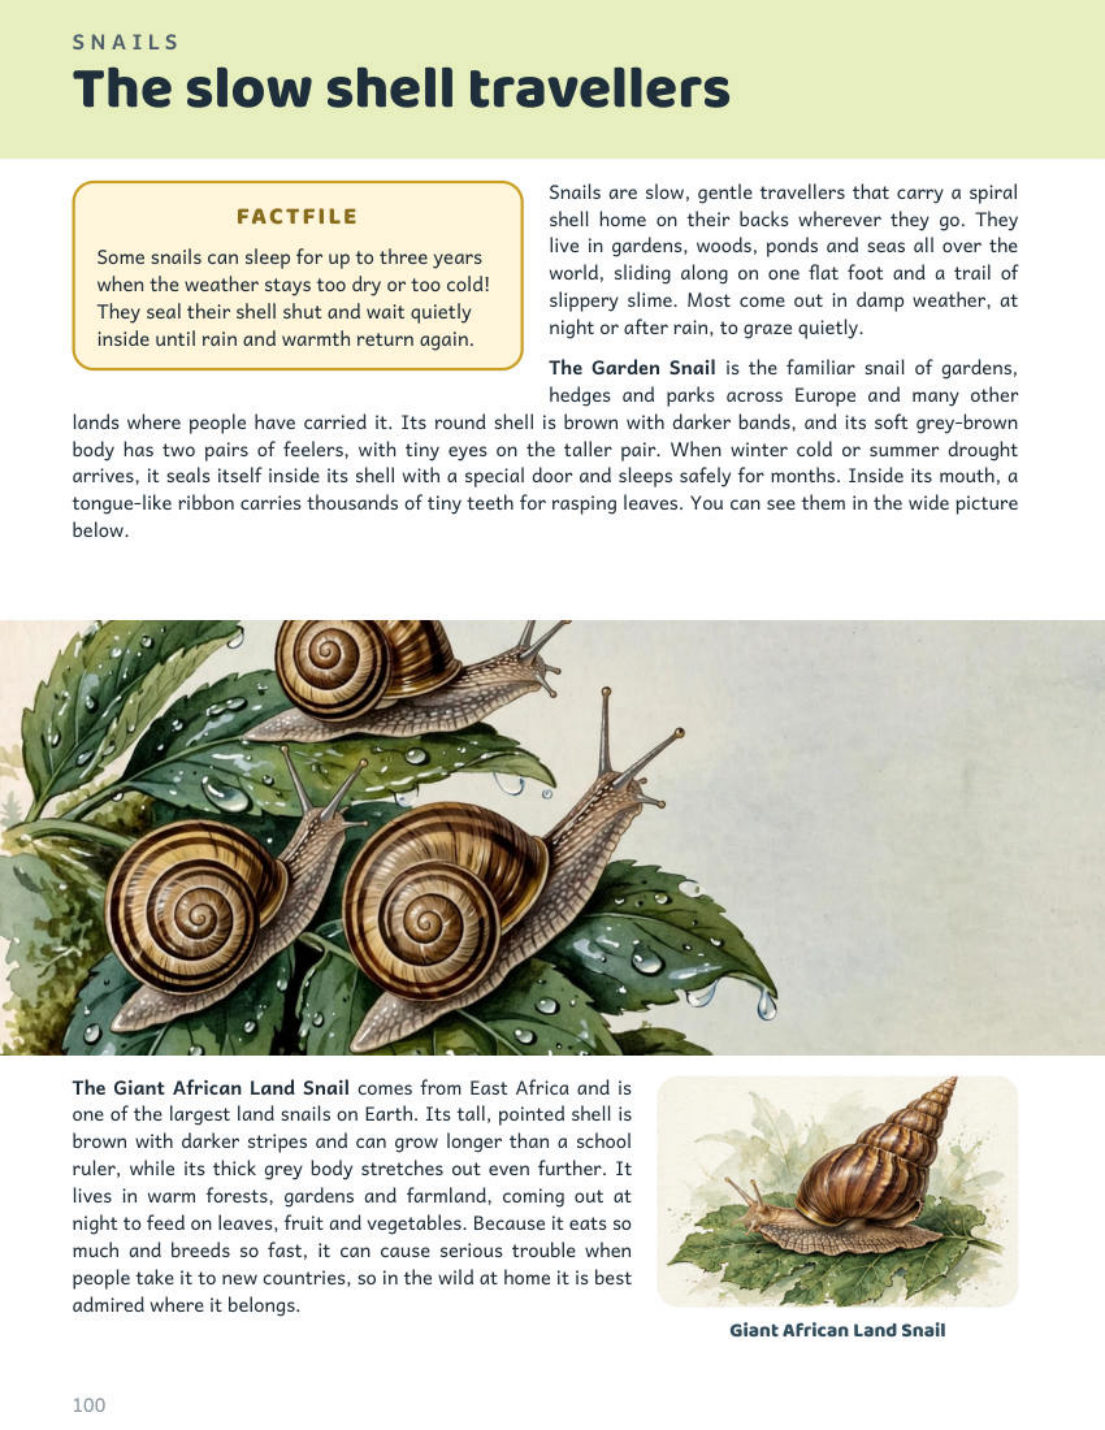 SNAILS
The slow shell travellers
FACTFILE
Some snails can sleep for up to three years
when the weather stays too dry or too cold!
They seal their shell shut and wait quietly
inside until rain and warmth return again.
Snails are slow, gentle travellers that carry a spiral
shell home on their backs wherever they go. They
live in gardens, woods, ponds and seas all over the
world, sliding along on one flat foot and a trail of
slippery slime. Most come out in damp weather, at
night or after rain, to graze quietly.
The Garden Snail is the familiar snail of gardens,
hedges and parks across Europe and many other
lands where people have carried it. Its round shell is brown with darker bands, and its soft grey-brown
body has two pairs of feelers, with tiny eyes on the taller pair. When winter cold or summer drought
arrives, it seals itself inside its shell with a special door and sleeps safely for months. Inside its mouth, a
tongue-like ribbon carries thousands of tiny teeth for rasping leaves. You can see them in the wide picture
below.
The Giant African Land Snail comes from East Africa and is
one of the largest land snails on Earth. Its tall, pointed shell is
brown with darker stripes and can grow longer than a school
ruler, while its thick grey body stretches out even further. It
lives in warm forests, gardens and farmland, coming out at
night to feed on leaves, fruit and vegetables. Because it eats so
much and breeds so fast, it can cause serious trouble when
people take it to new countries, so in the wild at home it is best
admired where it belongs.
Giant African Land Snail
100